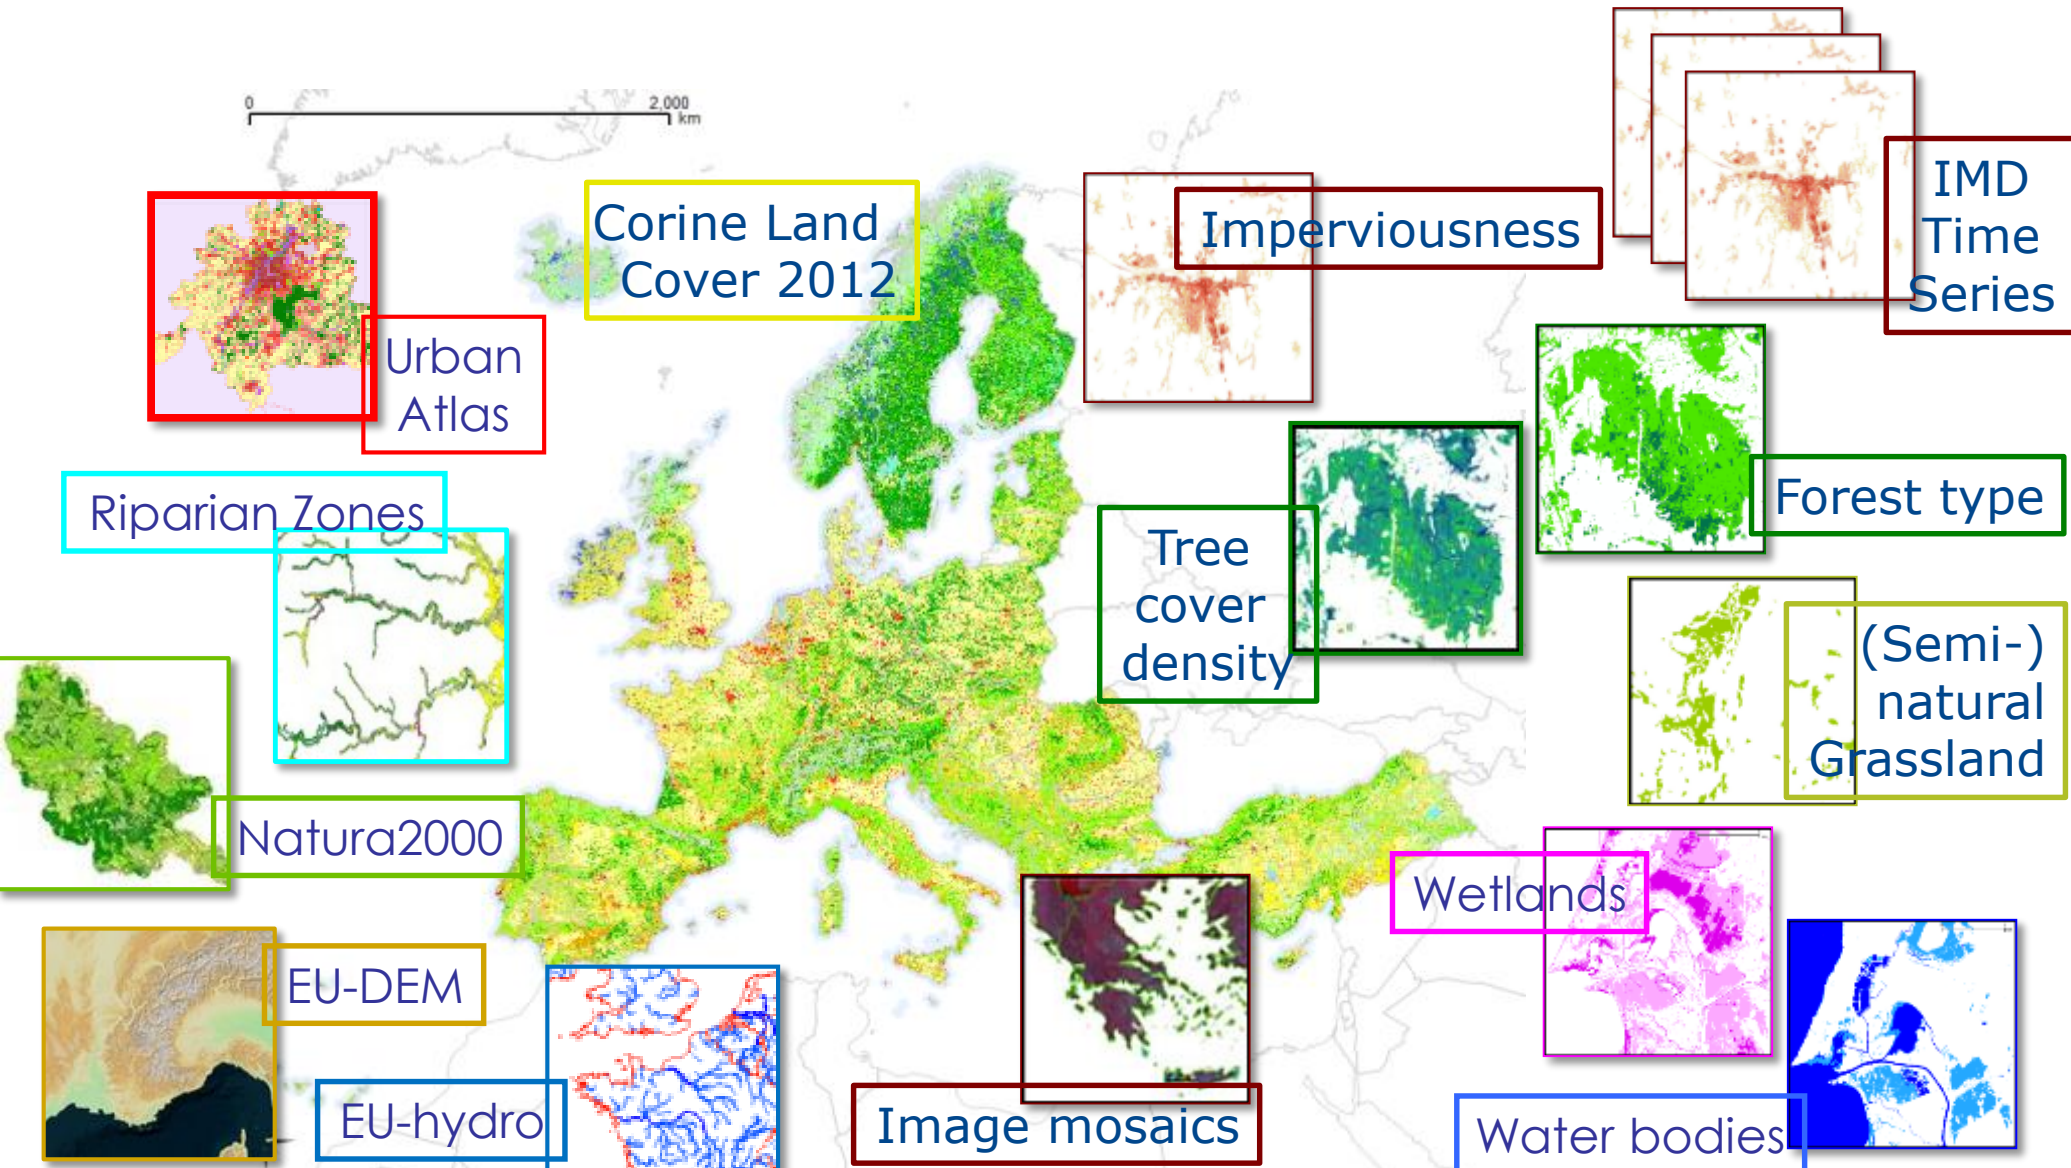 0
2,000
km
Corine Land
Cover 2012
Imperviousness
IMD
Time
Series
Urban
Atlas
Riparian Zones
Tree
cover
density
Forest type
(Semi-)
natural
Grassland
Natura2000
Wetlands
EU-DEM
EU-hydro
Image mosaics
Water bodies